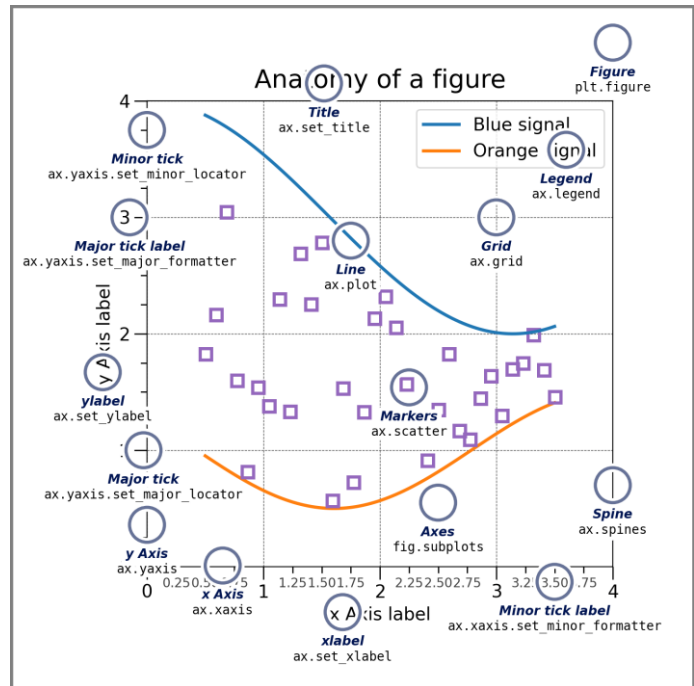 Anatomy of a figure
Figure
plt.figure
Title
ax.set_title
Blue signal
Orange signal
Legend
ax.legend
4
Minor tick
ax.yaxis.set_minor_locator
3
Major tick label
ax.yaxis.set_major_formatter
Line
ax.plot
Grid
ax.grid
y Axis label
2
ylabel
ax.set_ylabel
Markers
ax.scatter
Major tick
ax.yaxis.set_major_locator
Axes
fig.subplots
Spine
ax.spines
y Axis
ax.yaxis
x Axis
ax.xaxis
0.25 1.25 1.50 1.75 2.25 2.50 2.75 3.50
0 1 2 3 4
Minor tick label
ax.xaxis.set_minor_formatter
x Axis label
xlabel
ax.set_xlabel